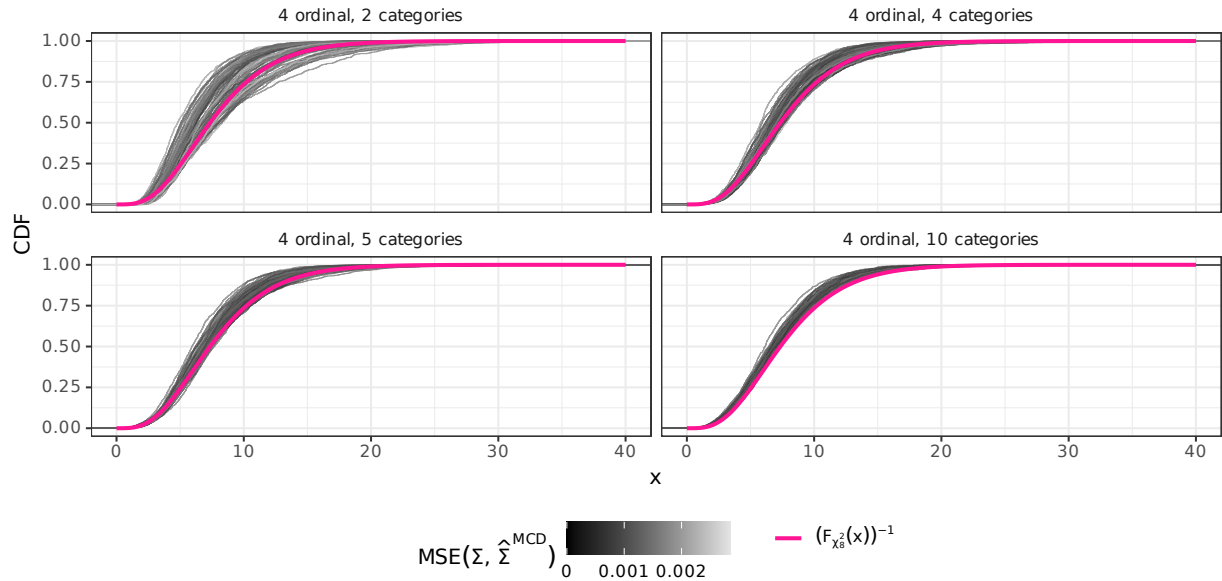 4 ordinal, 2 categories
4 ordinal, 4 categories
1.00
0.75
0.50
0.25
0.00
CDF
4 ordinal, 5 categories
4 ordinal, 10 categories
1.00
0.75
0.50
0.25
0.00
0 10 20 30 40
0 10 20 30 40
x
MSE(Σ, Σ̂^MCD)
0 0.001 0.002
(F_χ²₈(x))⁻¹